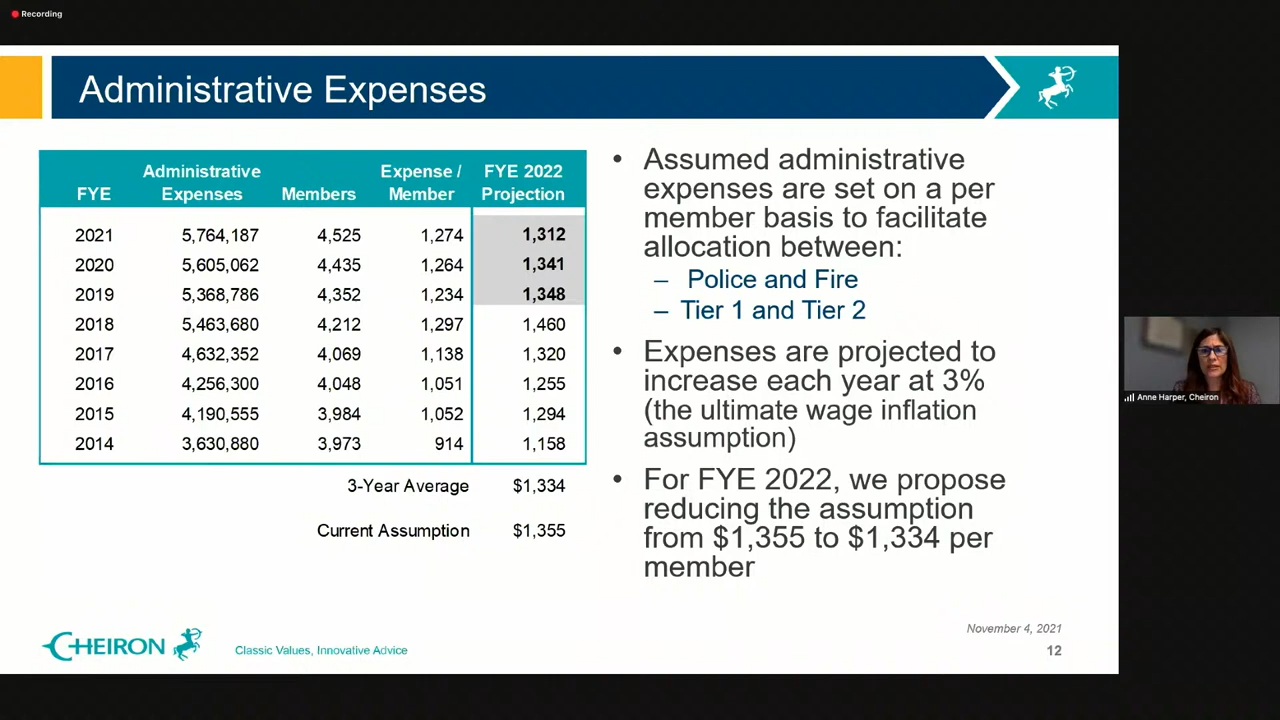 Recording
Administrative Expenses
Administrative Expense / FYE 2022
FYE Expenses Members Member Projection
2021 5,764,187 4,525 1,274 1,312
2020 5,605,062 4,435 1,264 1,341
2019 5,368,786 4,352 1,234 1,348
2018 5,463,680 4,212 1,297 1,460
2017 4,632,352 4,069 1,138 1,320
2016 4,256,300 4,048 1,051 1,255
2015 4,190,555 3,984 1,052 1,294
2014 3,630,880 3,973 914 1,158
3-Year Average $1,334
Current Assumption $1,355
• Assumed administrative
expenses are set on a per
member basis to facilitate
allocation between:
– Police and Fire
– Tier 1 and Tier 2
• Expenses are projected to
increase each year at 3%
(the ultimate wage inflation
assumption)
• For FYE 2022, we propose
reducing the assumption
from $1,355 to $1,334 per
member
Anne Harper, Cheiron
CHEIRON Classic Values, Innovative Advice
November 4, 2021
12